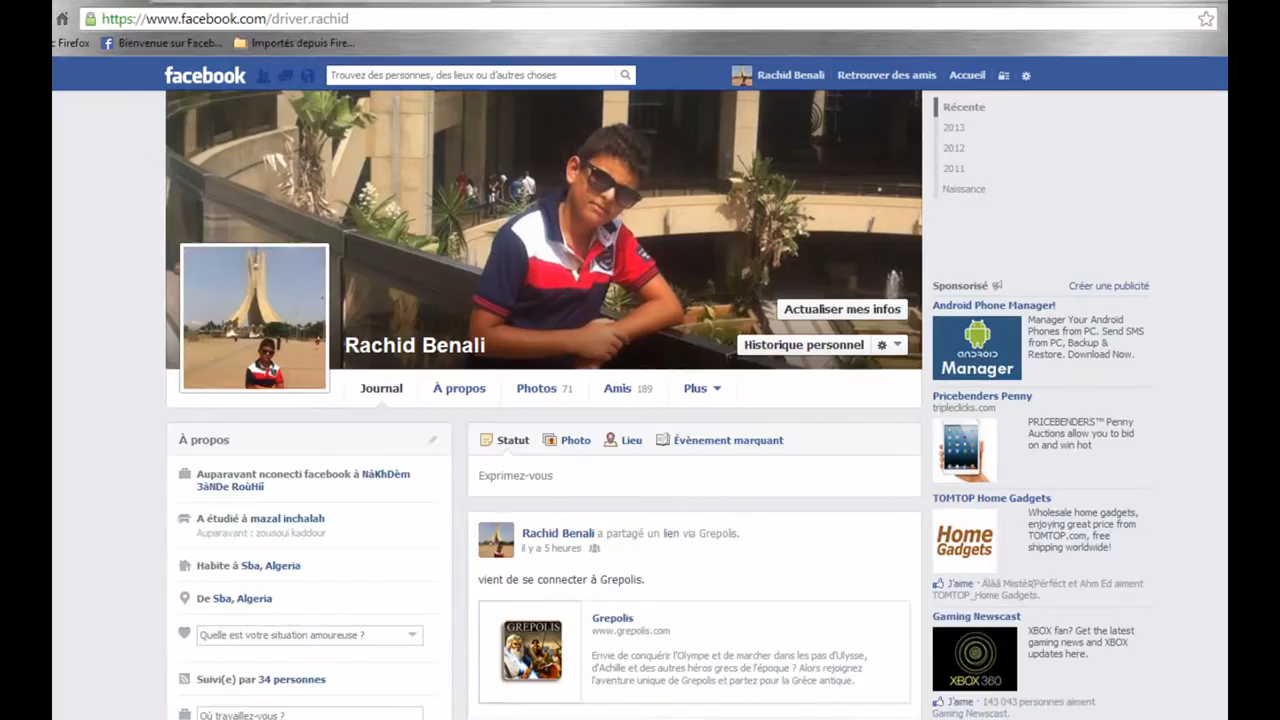 https://www.facebook.com/driver.rachid
c Firefox
Bienvenue sur Faceb...
Importés depuis Fire...
facebook
Trouvez des personnes, des lieux ou d'autres choses
Rachid Benali
Retrouver des amis
Accueil
Récente
2013
2012
2011
Naissance
Actualiser mes infos
Rachid Benali
Historique personnel
Journal
À propos
Photos 71
Amis 189
Plus
À propos
Auparavant nconecti facebook à NàKhDèm
3àNDe RoùHïï
A étudié à mazal inchalah
Auparavant : zouaoui kaddour
Habite à Sba, Algeria
De Sba, Algeria
Quelle est votre situation amoureuse ?
Suivi(e) par 34 personnes
Où travaillez-vous ?
Statut
Photo
Lieu
Évènement marquant
Exprimez-vous
Rachid Benali a partagé un lien via Grepolis.
il y a 5 heures
vient de se connecter à Grepolis.
GREPOLIS
Grepolis
www.grepolis.com
Envie de conquérir l'Olympe et de marcher dans les pas d'Ulysse,
d'Achille et des autres héros grecs de l'époque ? Alors rejoignez
l'aventure unique de Grepolis et partez pour la Grèce antique.
Sponsorisé
Créer une publicité
Android Phone Manager!
ANDROID
Manager
Manager Your Android
Phones from PC. Send SMS
from PC, Backup &
Restore. Download Now.
Pricebenders Penny
tripleclicks.com
PRICEBENDERS™ Penny
Auctions allow you to bid
on and win hot
TOMTOP Home Gadgets
Home
Gadgets
Wholesale home gadgets,
enjoying great price from
TOMTOP.com, free
shipping worldwide!
J'aime · et Ahm Ed aiment
TOMTOP_Home Gadgets.
Gaming Newscast
XBOX 360
XBOX fan? Get the latest
gaming news and XBOX
updates here.
J'aime · 143 043 personnes aiment
Gaming Newscast.